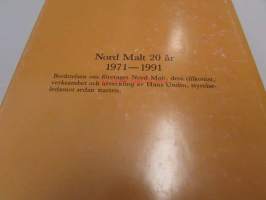 Nord Malt 20 år
1971—1991
Berättelsen om företaget Nord Malt, dess tillkomst,
verksamhet och utveckling av Hans Undén, styrelse-
ledamot sedan starten.